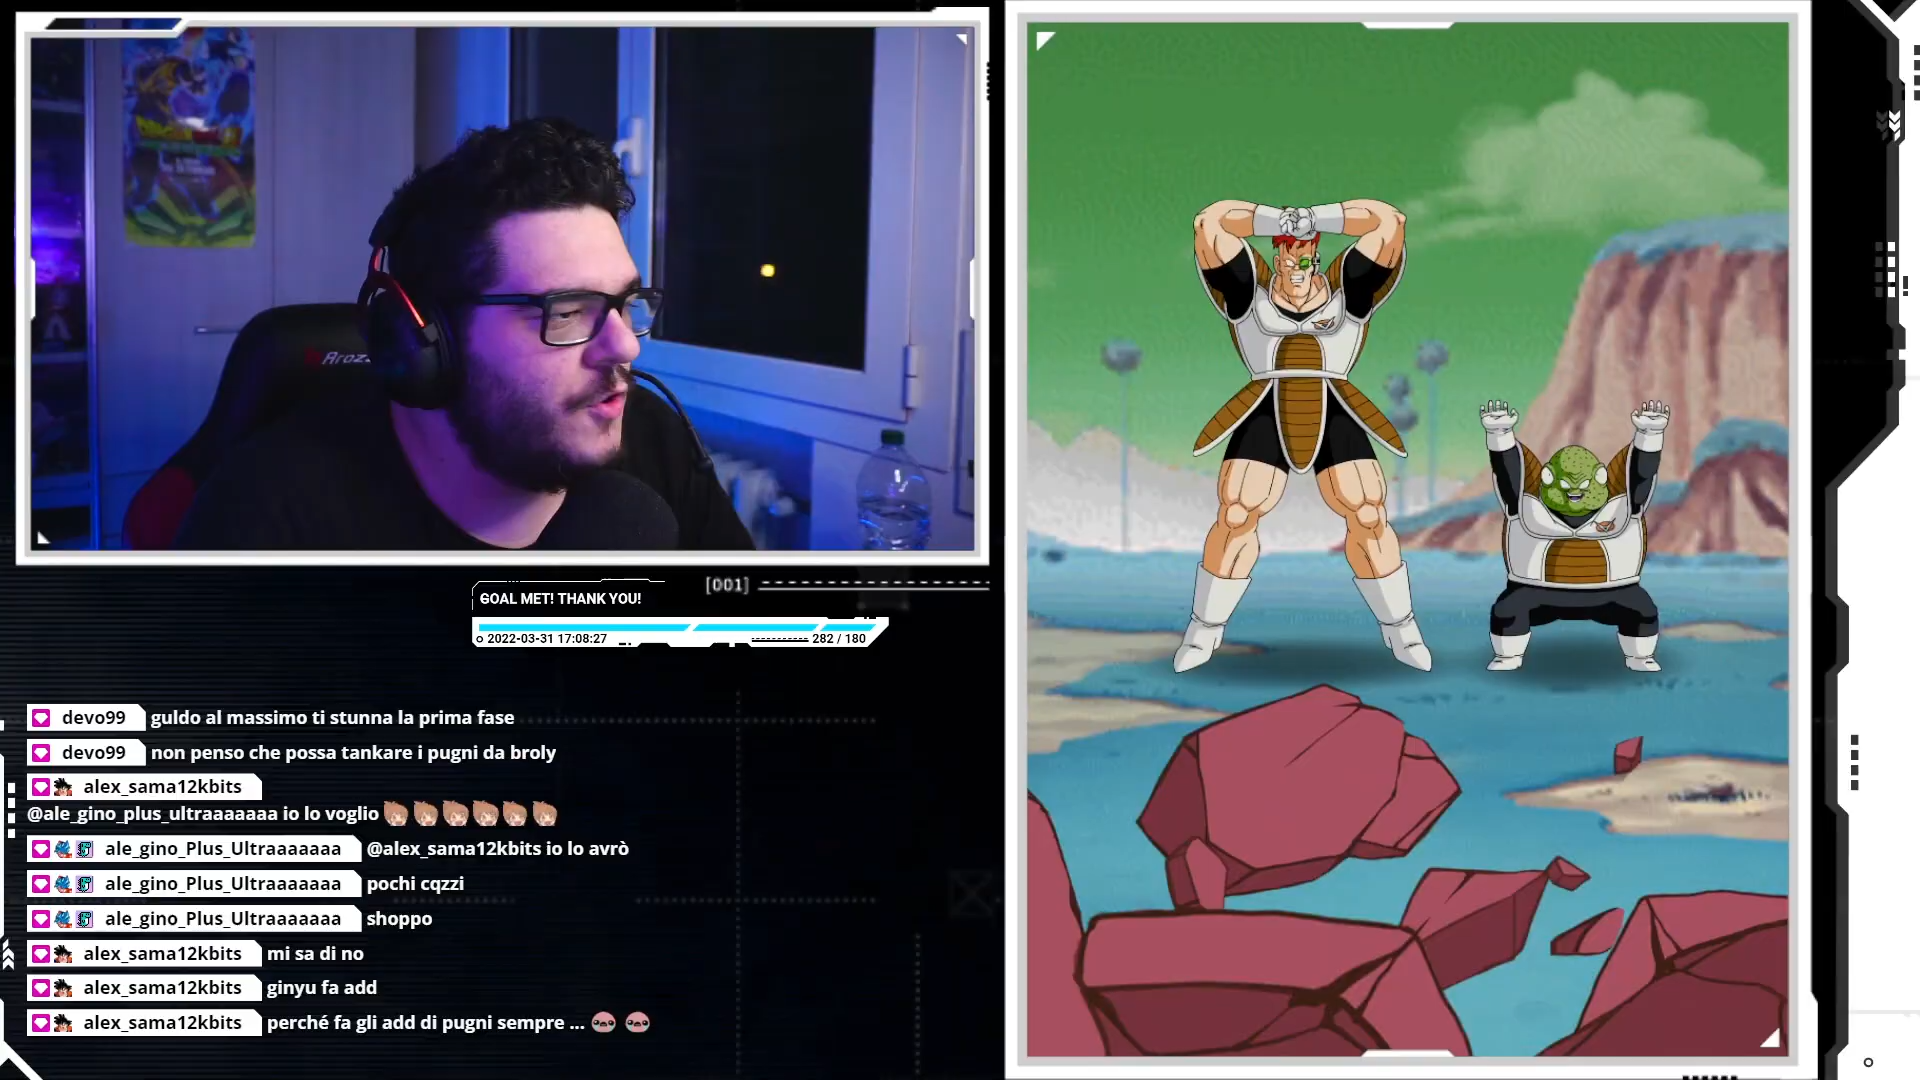 Aroz
[001]
GOAL MET! THANK YOU!
2022-03-31 17:08:27
282 / 180
devo99 guldo al massimo ti stunna la prima fase
devo99 non penso che possa tankare i pugni da broly
alex_sama12kbits
@ale_gino_plus_ultraaaaaaa io lo voglio
ale_gino_Plus_Ultraaaaaaa @alex_sama12kbits io lo avrò
ale_gino_Plus_Ultraaaaaaa pochi cqzzi
ale_gino_Plus_Ultraaaaaaa shoppo
alex_sama12kbits mi sa di no
alex_sama12kbits ginyu fa add
alex_sama12kbits perché fa gli add di pugni sempre ...